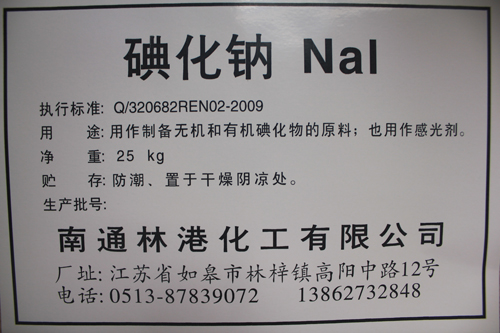 碘化钠 NaI
执行标准: Q/320682REN02-2009
用 途: 用作制备无机和有机碘化物的原料; 也用作感光剂。
净 重: 25 kg
贮 存: 防潮、置于干燥阴凉处。
生产批号:
南通林港化工有限公司
厂址: 江苏省如皋市林梓镇高阳中路12号
电话: 0513-87839072 13862732848